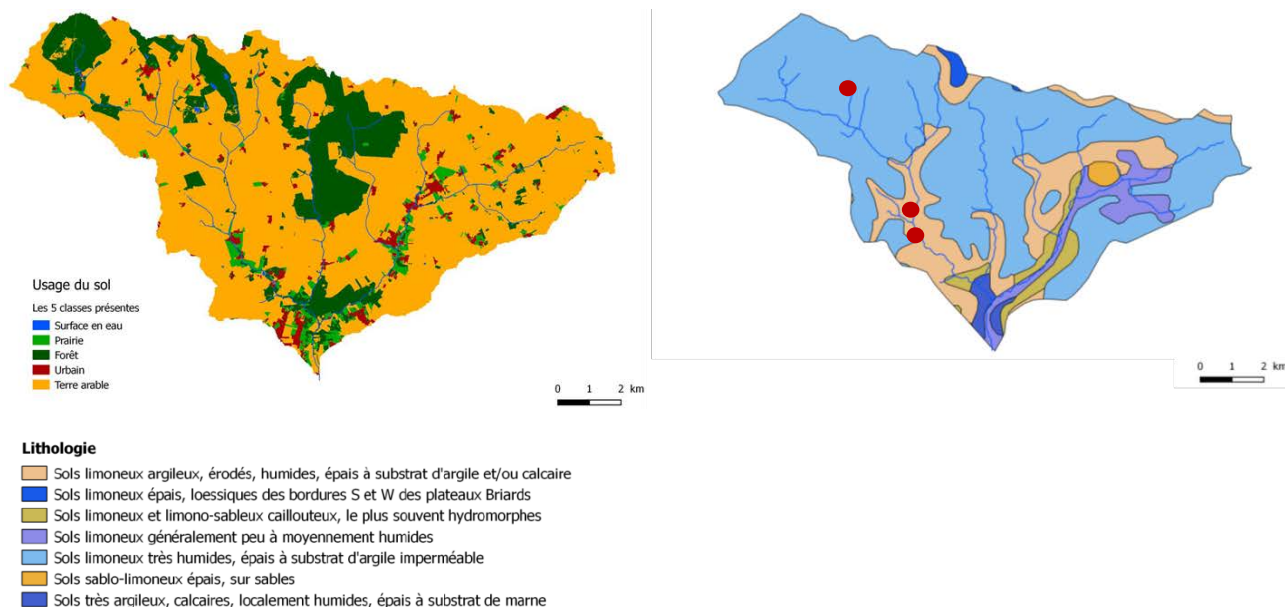 Usage du sol
Les 5 classes présentes
Surface en eau
Prairie
Forêt
Urbain
Terre arable
0 1 2 km
0 1 2 km
Lithologie
Sols limoneux argileux, érodés, humides, épais à substrat d'argile et/ou calcaire
Sols limoneux épais, loessiques des bordures S et W des plateaux Briards
Sols limoneux et limono-sableux caillouteux, le plus souvent hydromorphes
Sols limoneux généralement peu à moyennement humides
Sols limoneux très humides, épais à substrat d'argile imperméable
Sols sablo-limoneux épais, sur sables
Sols très argileux, calcaires, localement humides, épais à substrat de marne